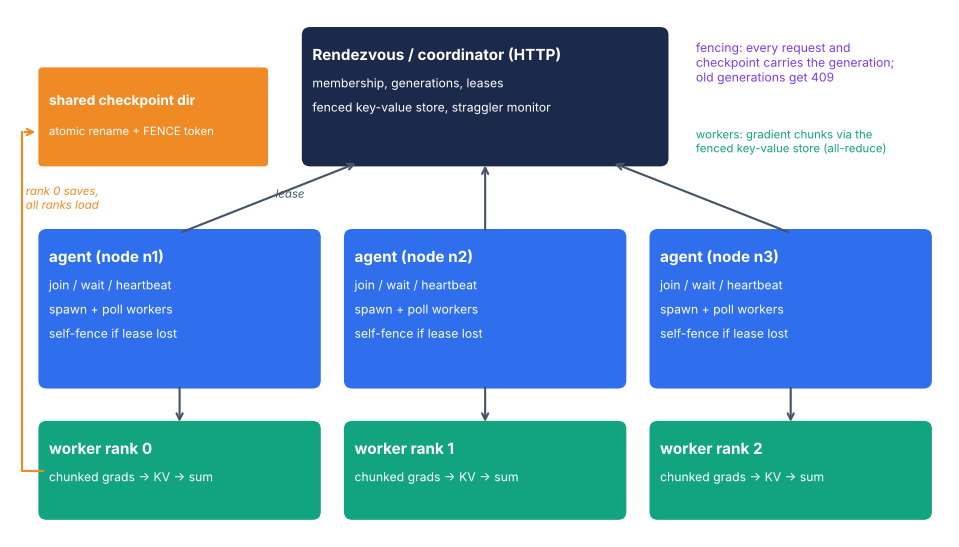 Rendezvous / coordinator (HTTP)
membership, generations, leases
fenced key-value store, straggler monitor
fencing: every request and
checkpoint carries the generation;
old generations get 409
workers: gradient chunks via the
fenced key-value store (all-reduce)
shared checkpoint dir
atomic rename + FENCE token
rank 0 saves,
all ranks load
lease
agent (node n1)
join / wait / heartbeat
spawn + poll workers
self-fence if lease lost
agent (node n2)
join / wait / heartbeat
spawn + poll workers
self-fence if lease lost
agent (node n3)
join / wait / heartbeat
spawn + poll workers
self-fence if lease lost
worker rank 0
chunked grads → KV → sum
worker rank 1
chunked grads → KV → sum
worker rank 2
chunked grads → KV → sum